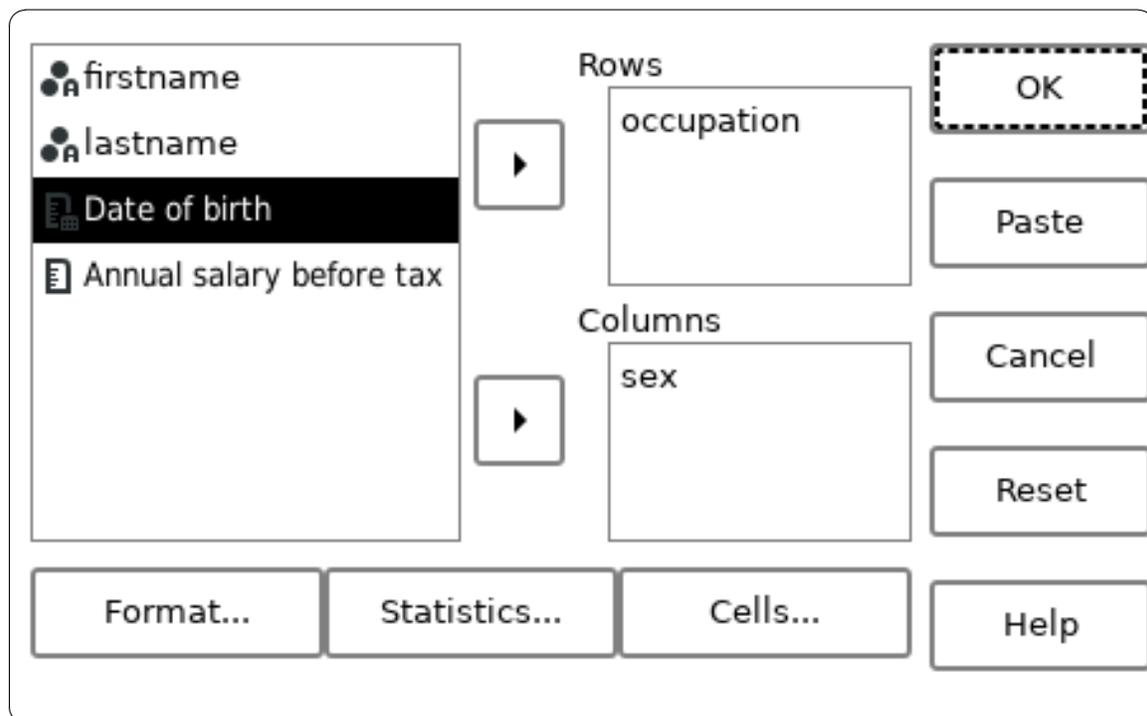 firstname
lastname
Date of birth
Annual salary before tax
Rows
occupation
Columns
sex
OK
Paste
Cancel
Reset
Help
Format...
Statistics...
Cells...